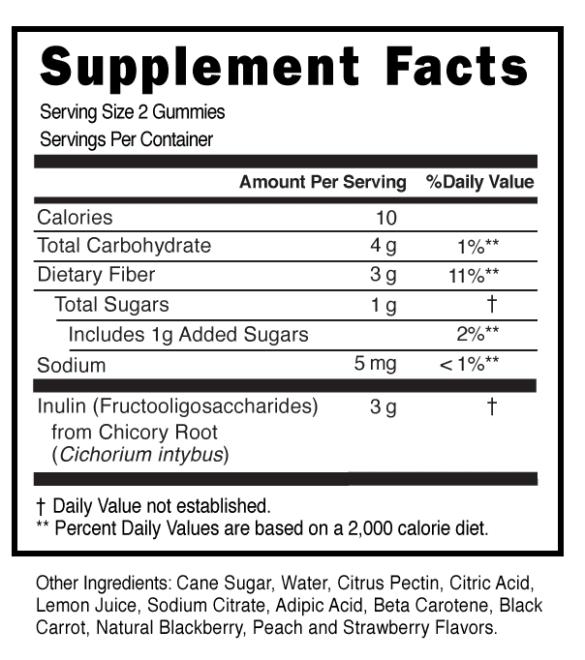 Supplement Facts
Serving Size 2 Gummies
Servings Per Container
Amount Per Serving %Daily Value
Calories 10
Total Carbohydrate 4 g 1%**
Dietary Fiber 3 g 11%**
Total Sugars 1 g †
Includes 1g Added Sugars 2%**
Sodium 5 mg < 1%**
Inulin (Fructooligosaccharides) 3 g †
from Chicory Root
(Cichorium intybus)
† Daily Value not established.
** Percent Daily Values are based on a 2,000 calorie diet.
Other Ingredients: Cane Sugar, Water, Citrus Pectin, Citric Acid,
Lemon Juice, Sodium Citrate, Adipic Acid, Beta Carotene, Black
Carrot, Natural Blackberry, Peach and Strawberry Flavors.